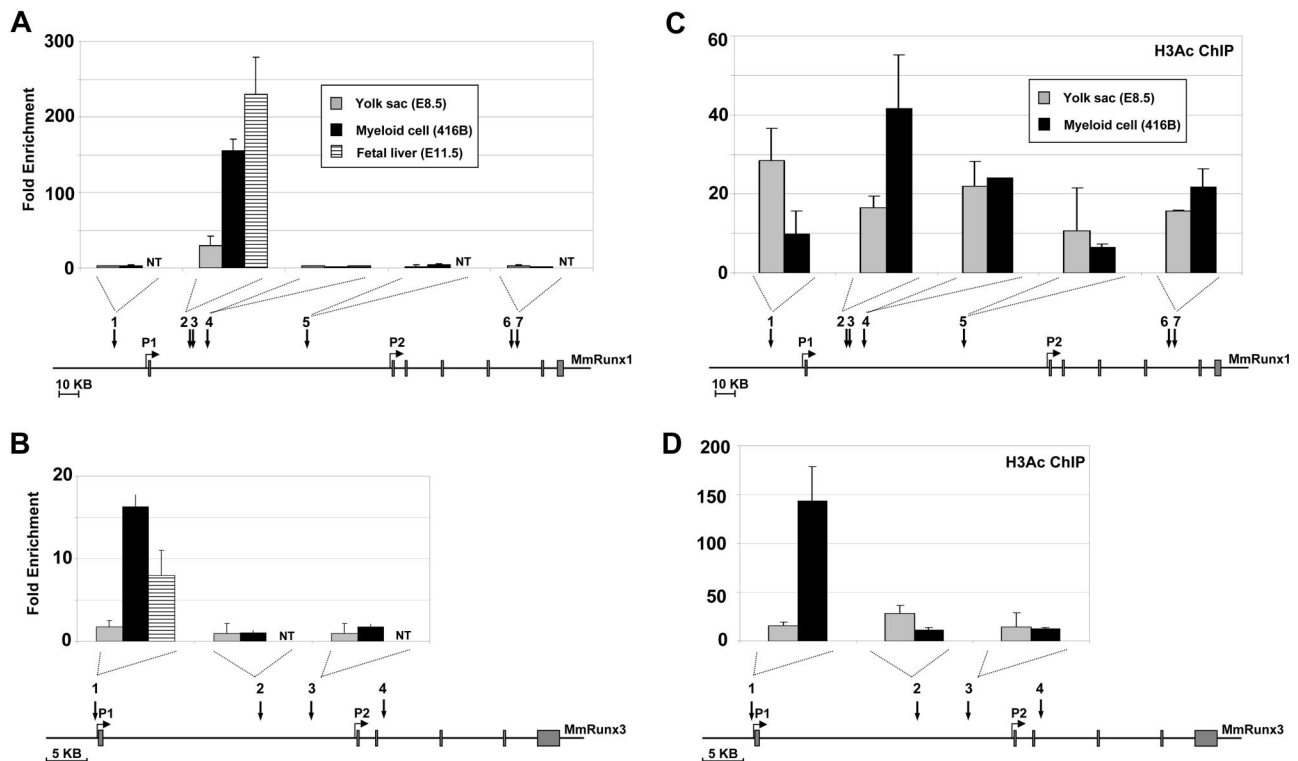 A
Fold Enrichment
300
200
100
0
Yolk sac (E8.5)
Myeloid cell (416B)
Fetal liver (E11.5)
NT
NT
NT
1
2 3 4
5
6 7
P1
P2
MmRunx1
10 KB
C
60
40
20
0
H3Ac ChIP
Yolk sac (E8.5)
Myeloid cell (416B)
1
2 3 4
5
6 7
P1
P2
MmRunx1
10 KB
B
Fold Enrichment
20
10
0
NT
NT
1
2
3
4
P1
P2
MmRunx3
5 KB
D
200
150
100
50
0
H3Ac ChIP
1
2
3
4
P1
P2
MmRunx3
5 KB